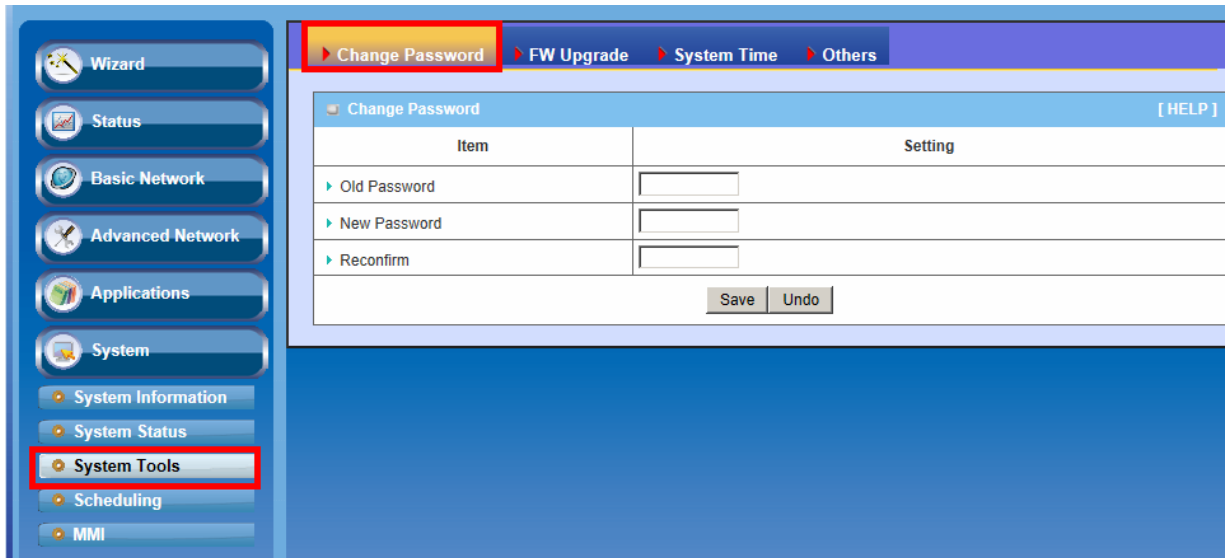 Wizard
Status
Basic Network
Advanced Network
Applications
System
System Information
System Status
System Tools
Scheduling
MMI
Change Password FW Upgrade System Time Others
Change Password [ HELP ]
Item Setting
Old Password
New Password
Reconfirm
Save Undo